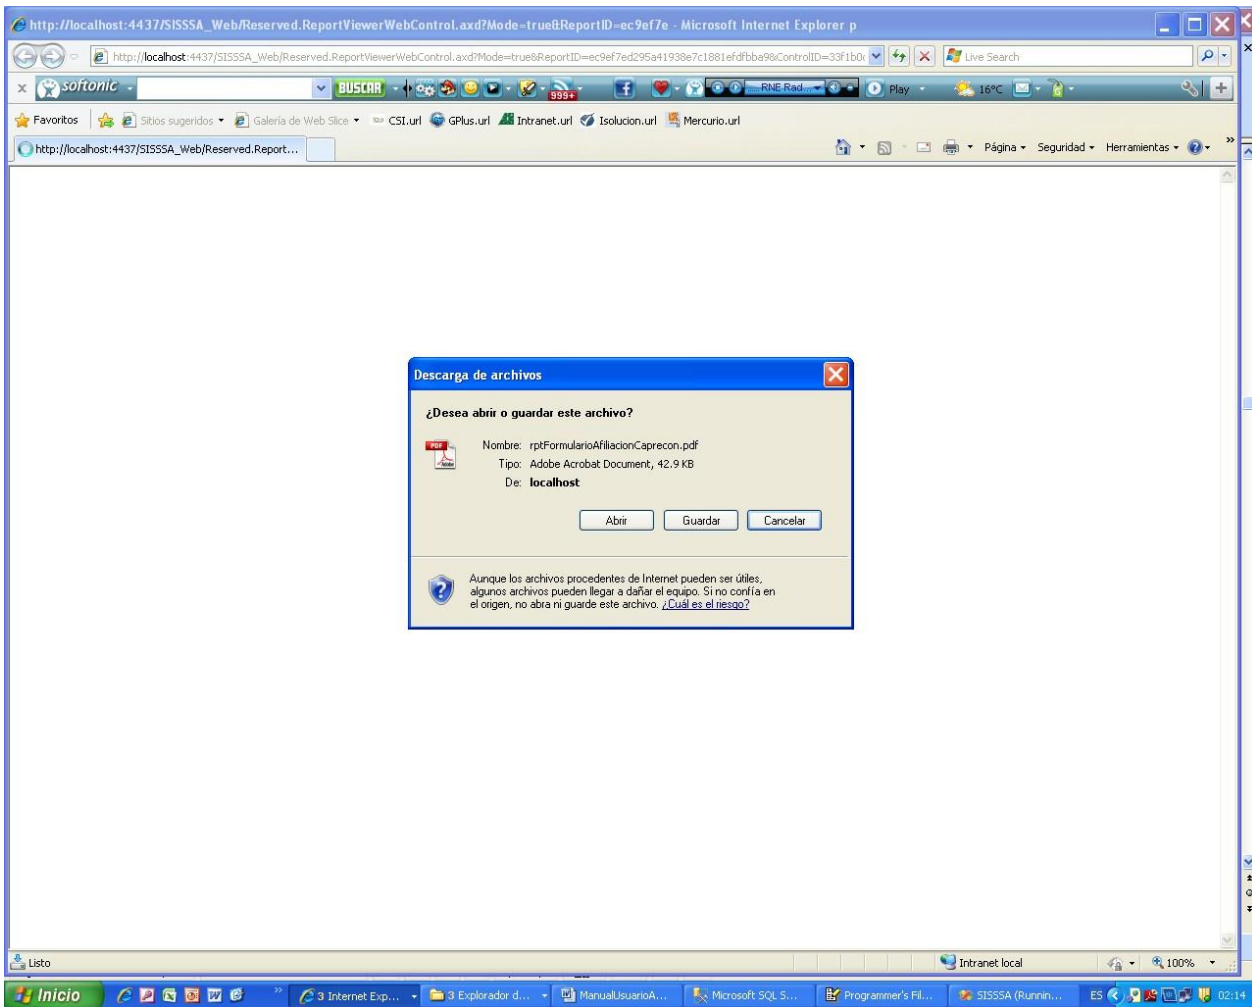 http://localhost:4437/SISSSA_Web/Reserved.ReportViewerWebControl.axd?Mode=true&ReportID=ec9ef7e - Microsoft Internet Explorer p
http://localhost:4437/SISSSA_Web/Reserved.ReportViewerWebControl.axd?Mode=true&ReportID=ec9ef7ed295a41938e7c1881efdfbba9&ControlID=33f1b0c
Live Search
softonic
BUSCAR
999+
RNE Rad...
Play
16°C
Favoritos
Sitios sugeridos
Galería de Web Slice
CSI.url
GPlus.url
Intranet.url
Isolucion.url
Mercurio.url
http://localhost:4437/SISSSA_Web/Reserved.Report...
Página
Seguridad
Herramientas
Descarga de archivos
¿Desea abrir o guardar este archivo?
Nombre: rptFormularioAfiliacionCaprecon.pdf
Tipo: Adobe Acrobat Document, 42.9 KB
De: localhost
Abrir
Guardar
Cancelar
Aunque los archivos procedentes de Internet pueden ser útiles,
algunos archivos pueden llegar a dañar el equipo. Si no confía en
el origen, no abra ni guarde este archivo. ¿Cuál es el riesgo?
Listo
Intranet local
100%
Inicio
3 Internet Exp...
3 Explorador d...
ManualUsuarioA...
Microsoft SQL S...
Programmer's Fil...
SISSSA (Runnin...
ES
02:14